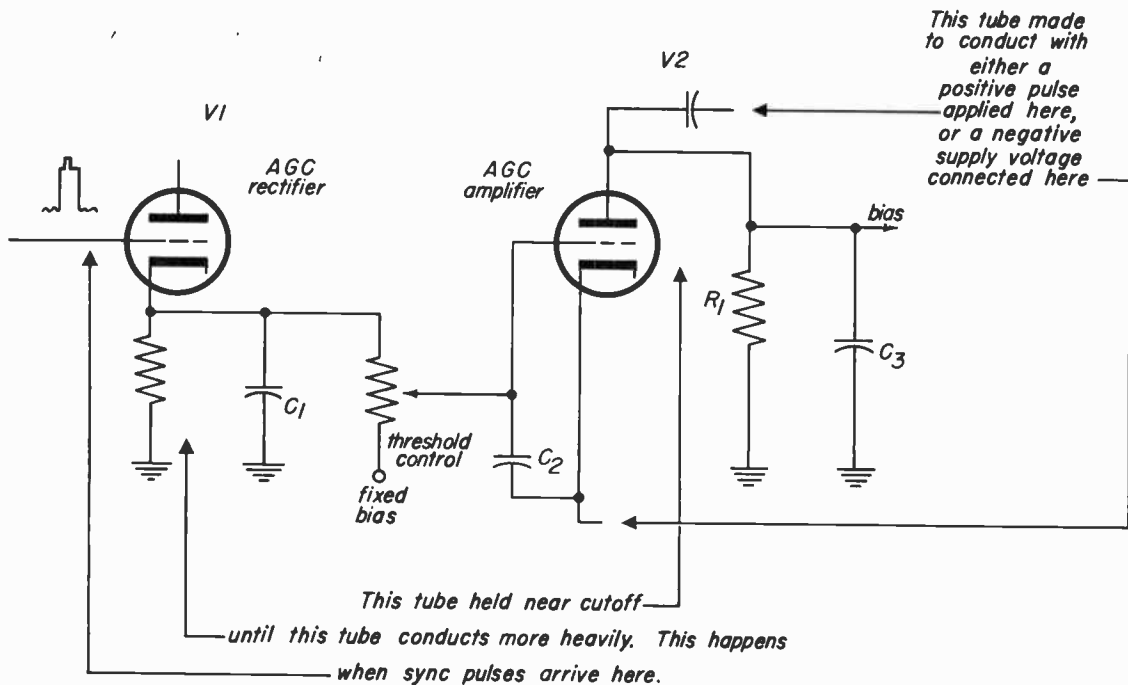 This tube made
to conduct with
either a
positive pulse
applied here,
or a negative
supply voltage
connected here
V2
V1
AGC
rectifier
AGC
amplifier
bias
R1
C3
C1
threshold
control
C2
fixed
bias
This tube held near cutoff
until this tube conducts more heavily. This happens
when sync pulses arrive here.